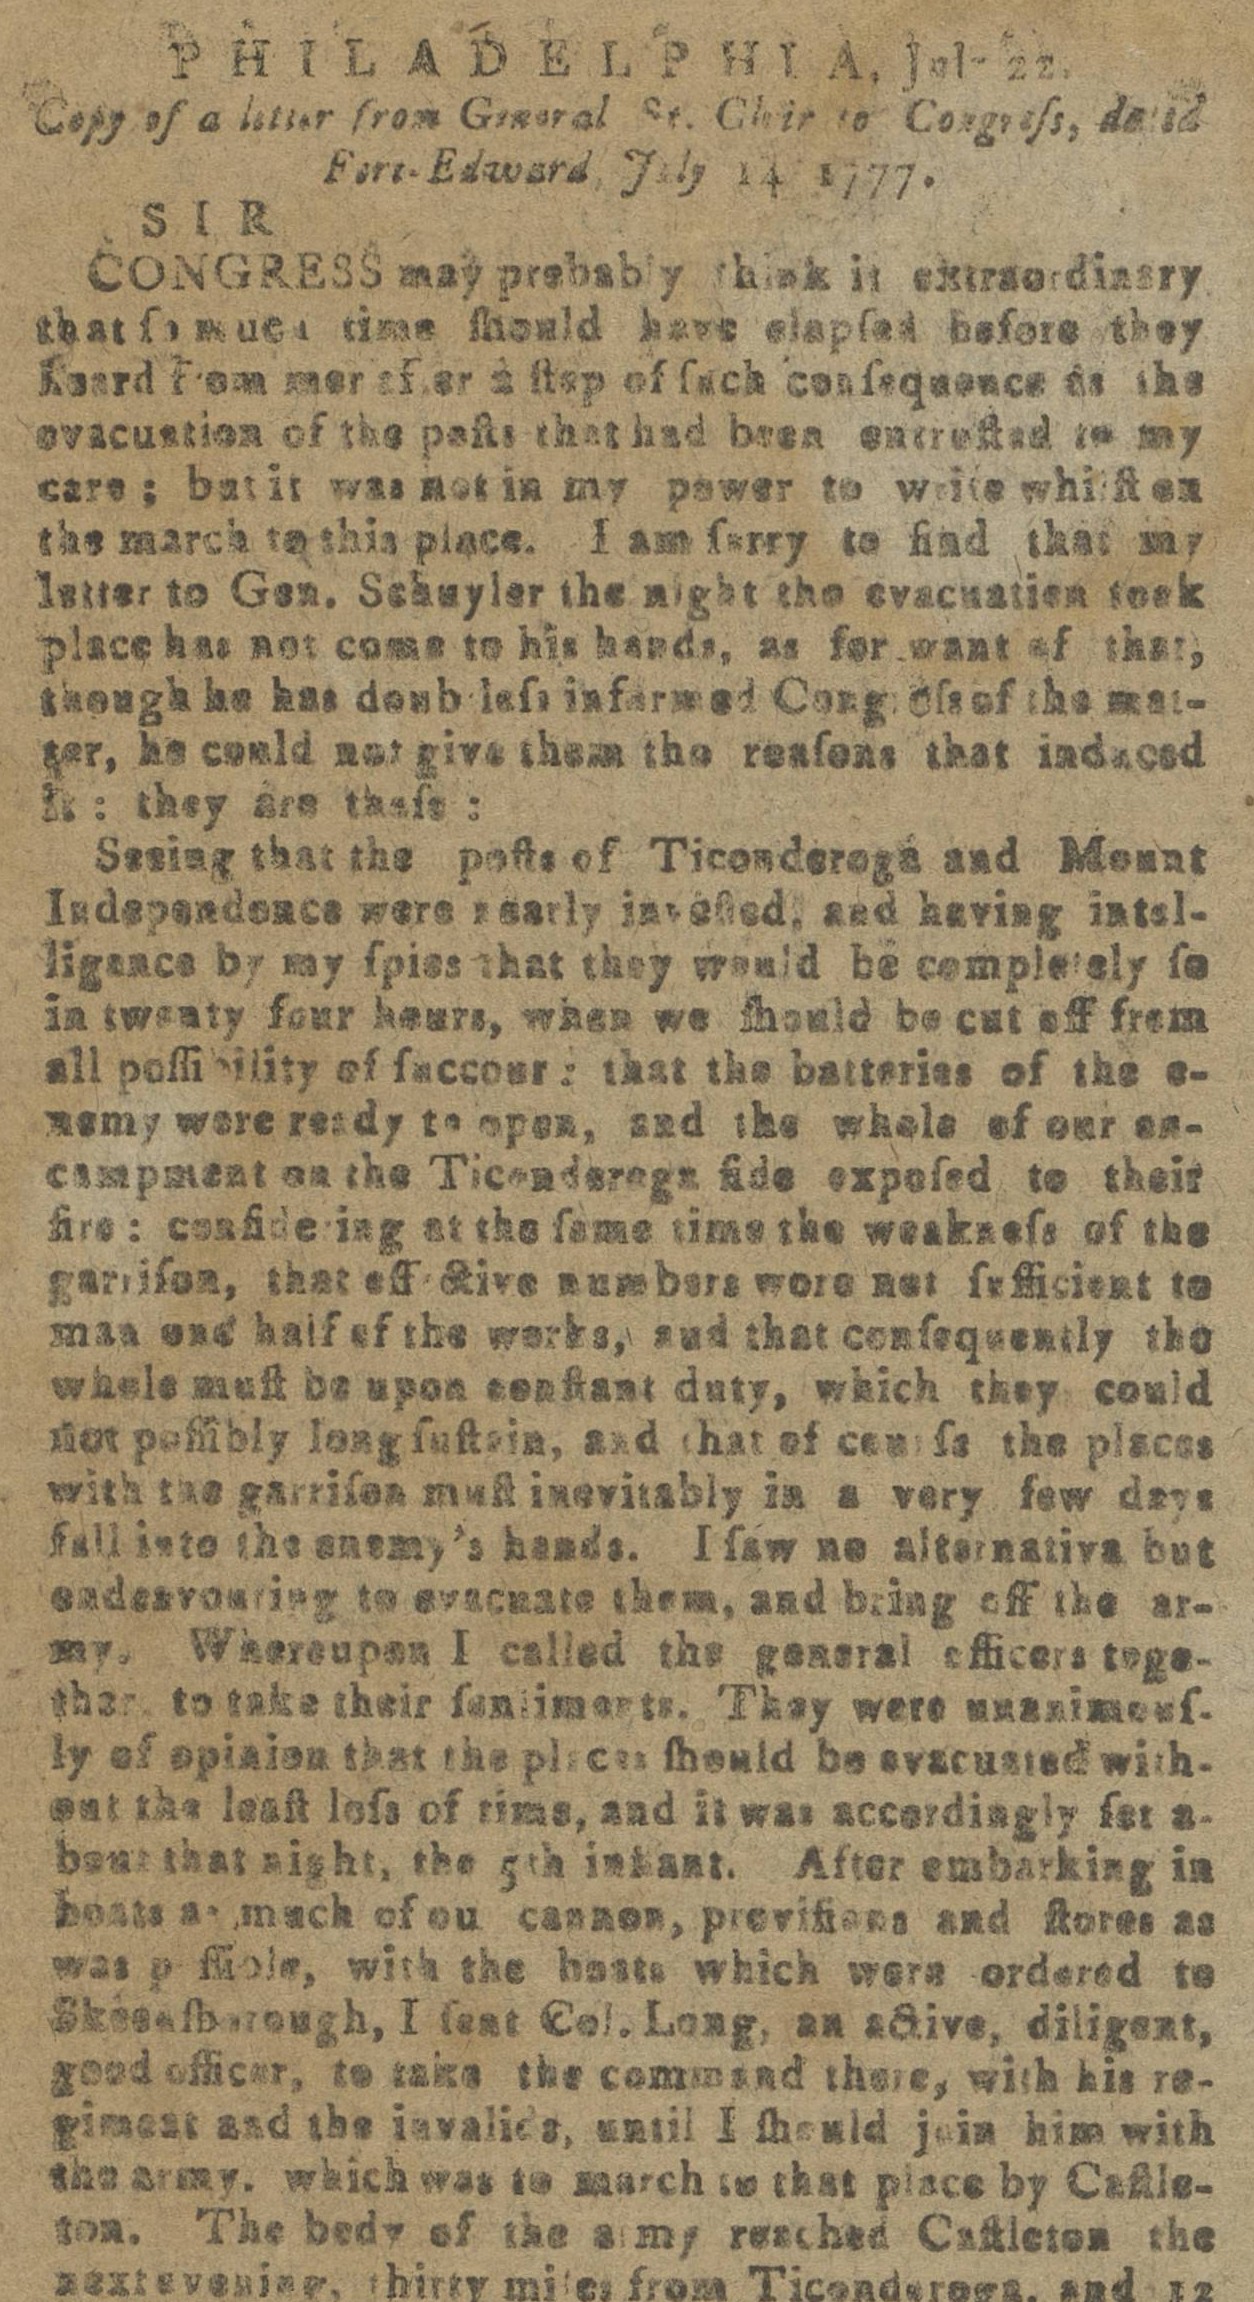 PHILADELPHIA, July 22.
Copy of a letter from General St. Clair to Congreſs, dated
Fort-Edward, July 14 1777.
SIR
CONGRESS may probably think it extraordinary
that ſo much time ſhould have elapſed before they
heard from me after a ſtep of ſuch conſequence as the
evacuation of the poſts that had been entruſted to my
care; but it was not in my power to write whilſt on
the march to this place. I am ſorry to find that my
letter to Gen. Schuyler the night the evacuation took
place has not come to his hands, as for want of that,
though he has doubtleſs informed Congreſs of the mat-
ter, he could not give them the reaſons that induced
it: they are theſe:
Seeing that the poſts of Ticonderoga and Mount
Independence were nearly inveſted, and having intel-
ligence by my ſpies that they would be completely ſo
in twenty four hours, when we ſhould be cut off from
all poſſibility of ſuccour: that the batteries of the e-
nemy were ready to open, and the whole of our en-
campment on the Ticonderoga ſide expoſed to their
fire: conſidering at the ſame time the weakneſs of the
garriſon, that effective numbers were not ſufficient to
man one half of the works, and that conſequently the
whole muſt be upon conſtant duty, which they could
not poſſibly long ſuſtain, and that of courſe the places
with the garriſon muſt inevitably in a very few days
fall into the enemy's hands. I ſaw no alternative but
endeavouring to evacuate them, and bring off the ar-
my. Whereupon I called the general officers toge-
ther to take their ſentiments. They were unanimouſ-
ly of opinion that the places ſhould be evacuated with-
out the leaſt loſs of time, and it was accordingly ſet a-
bout that night, the 5th inſtant. After embarking in
boats as much of our cannon, proviſions and ſtores as
was poſſible, with the boats which were ordered to
Skeenſborough, I ſent Col. Long, an active, diligent,
good officer, to take the command there, with his re-
giment and the invalids, until I ſhould join him with
the army. which was to march to that place by Caſtle-
ton. The body of the army reached Caſtleton the
next evening, thirty miles from Ticonderoga, and 12